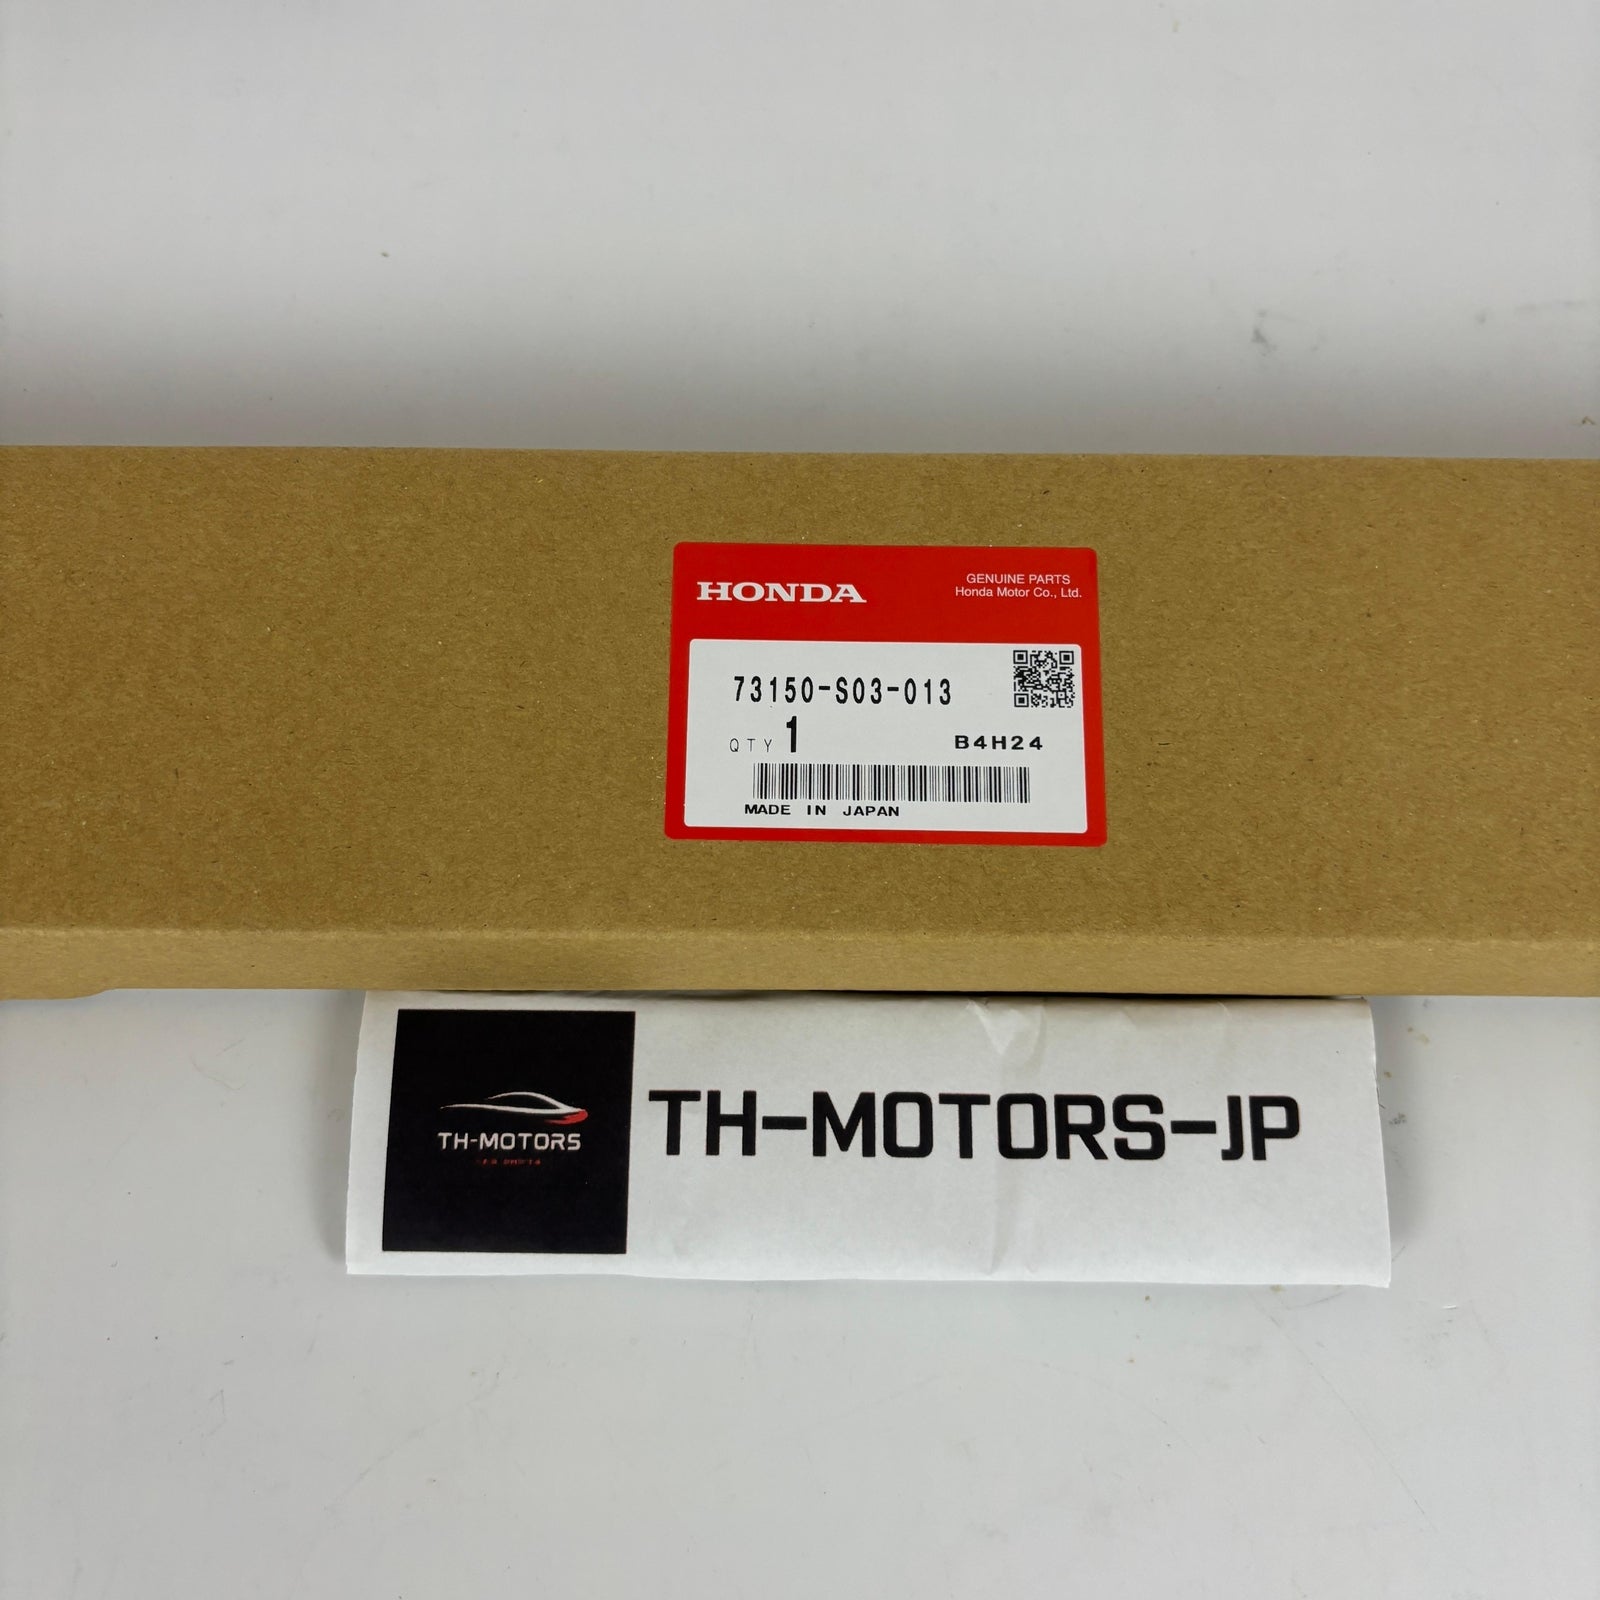 HONDA
GENUINE PARTS
Honda Motor Co., Ltd.
73150-S03-013
QTY 1
B4H24
MADE IN JAPAN
TH-MOTORS
TH-MOTORS-JP